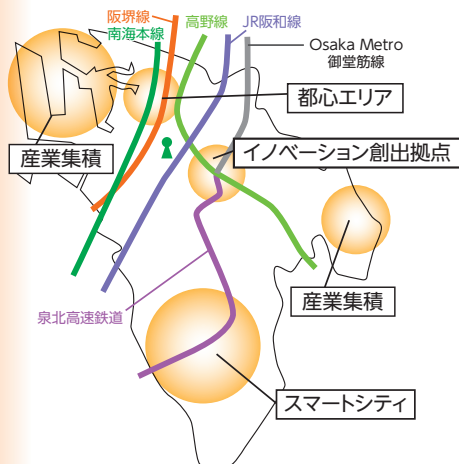 阪堺線
南海本線
高野線
JR阪和線
Osaka Metro
御堂筋線
都心エリア
産業集積
イノベーション創出拠点
産業集積
泉北高速鉄道
スマートシティ